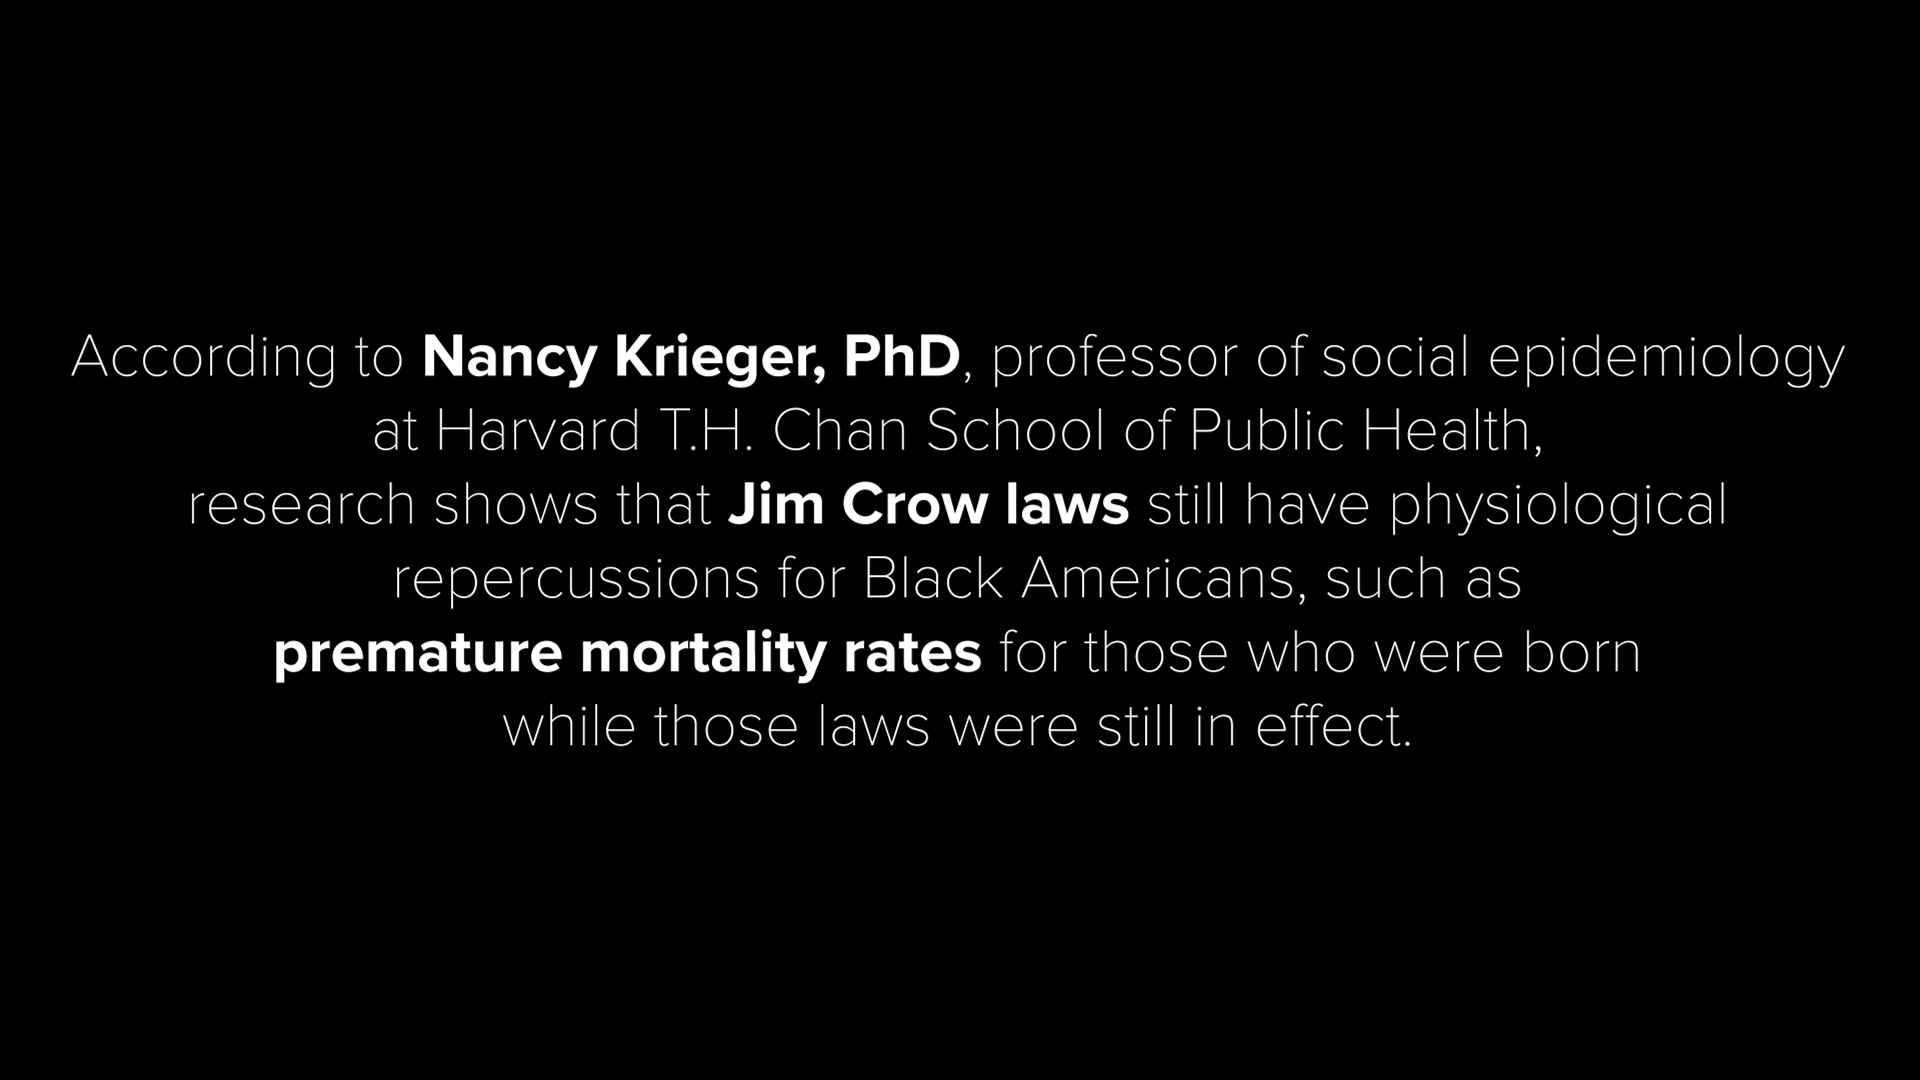 According to Nancy Krieger, PhD, professor of social epidemiology
at Harvard T.H. Chan School of Public Health,
research shows that Jim Crow laws still have physiological
repercussions for Black Americans, such as
premature mortality rates for those who were born
while those laws were still in effect.